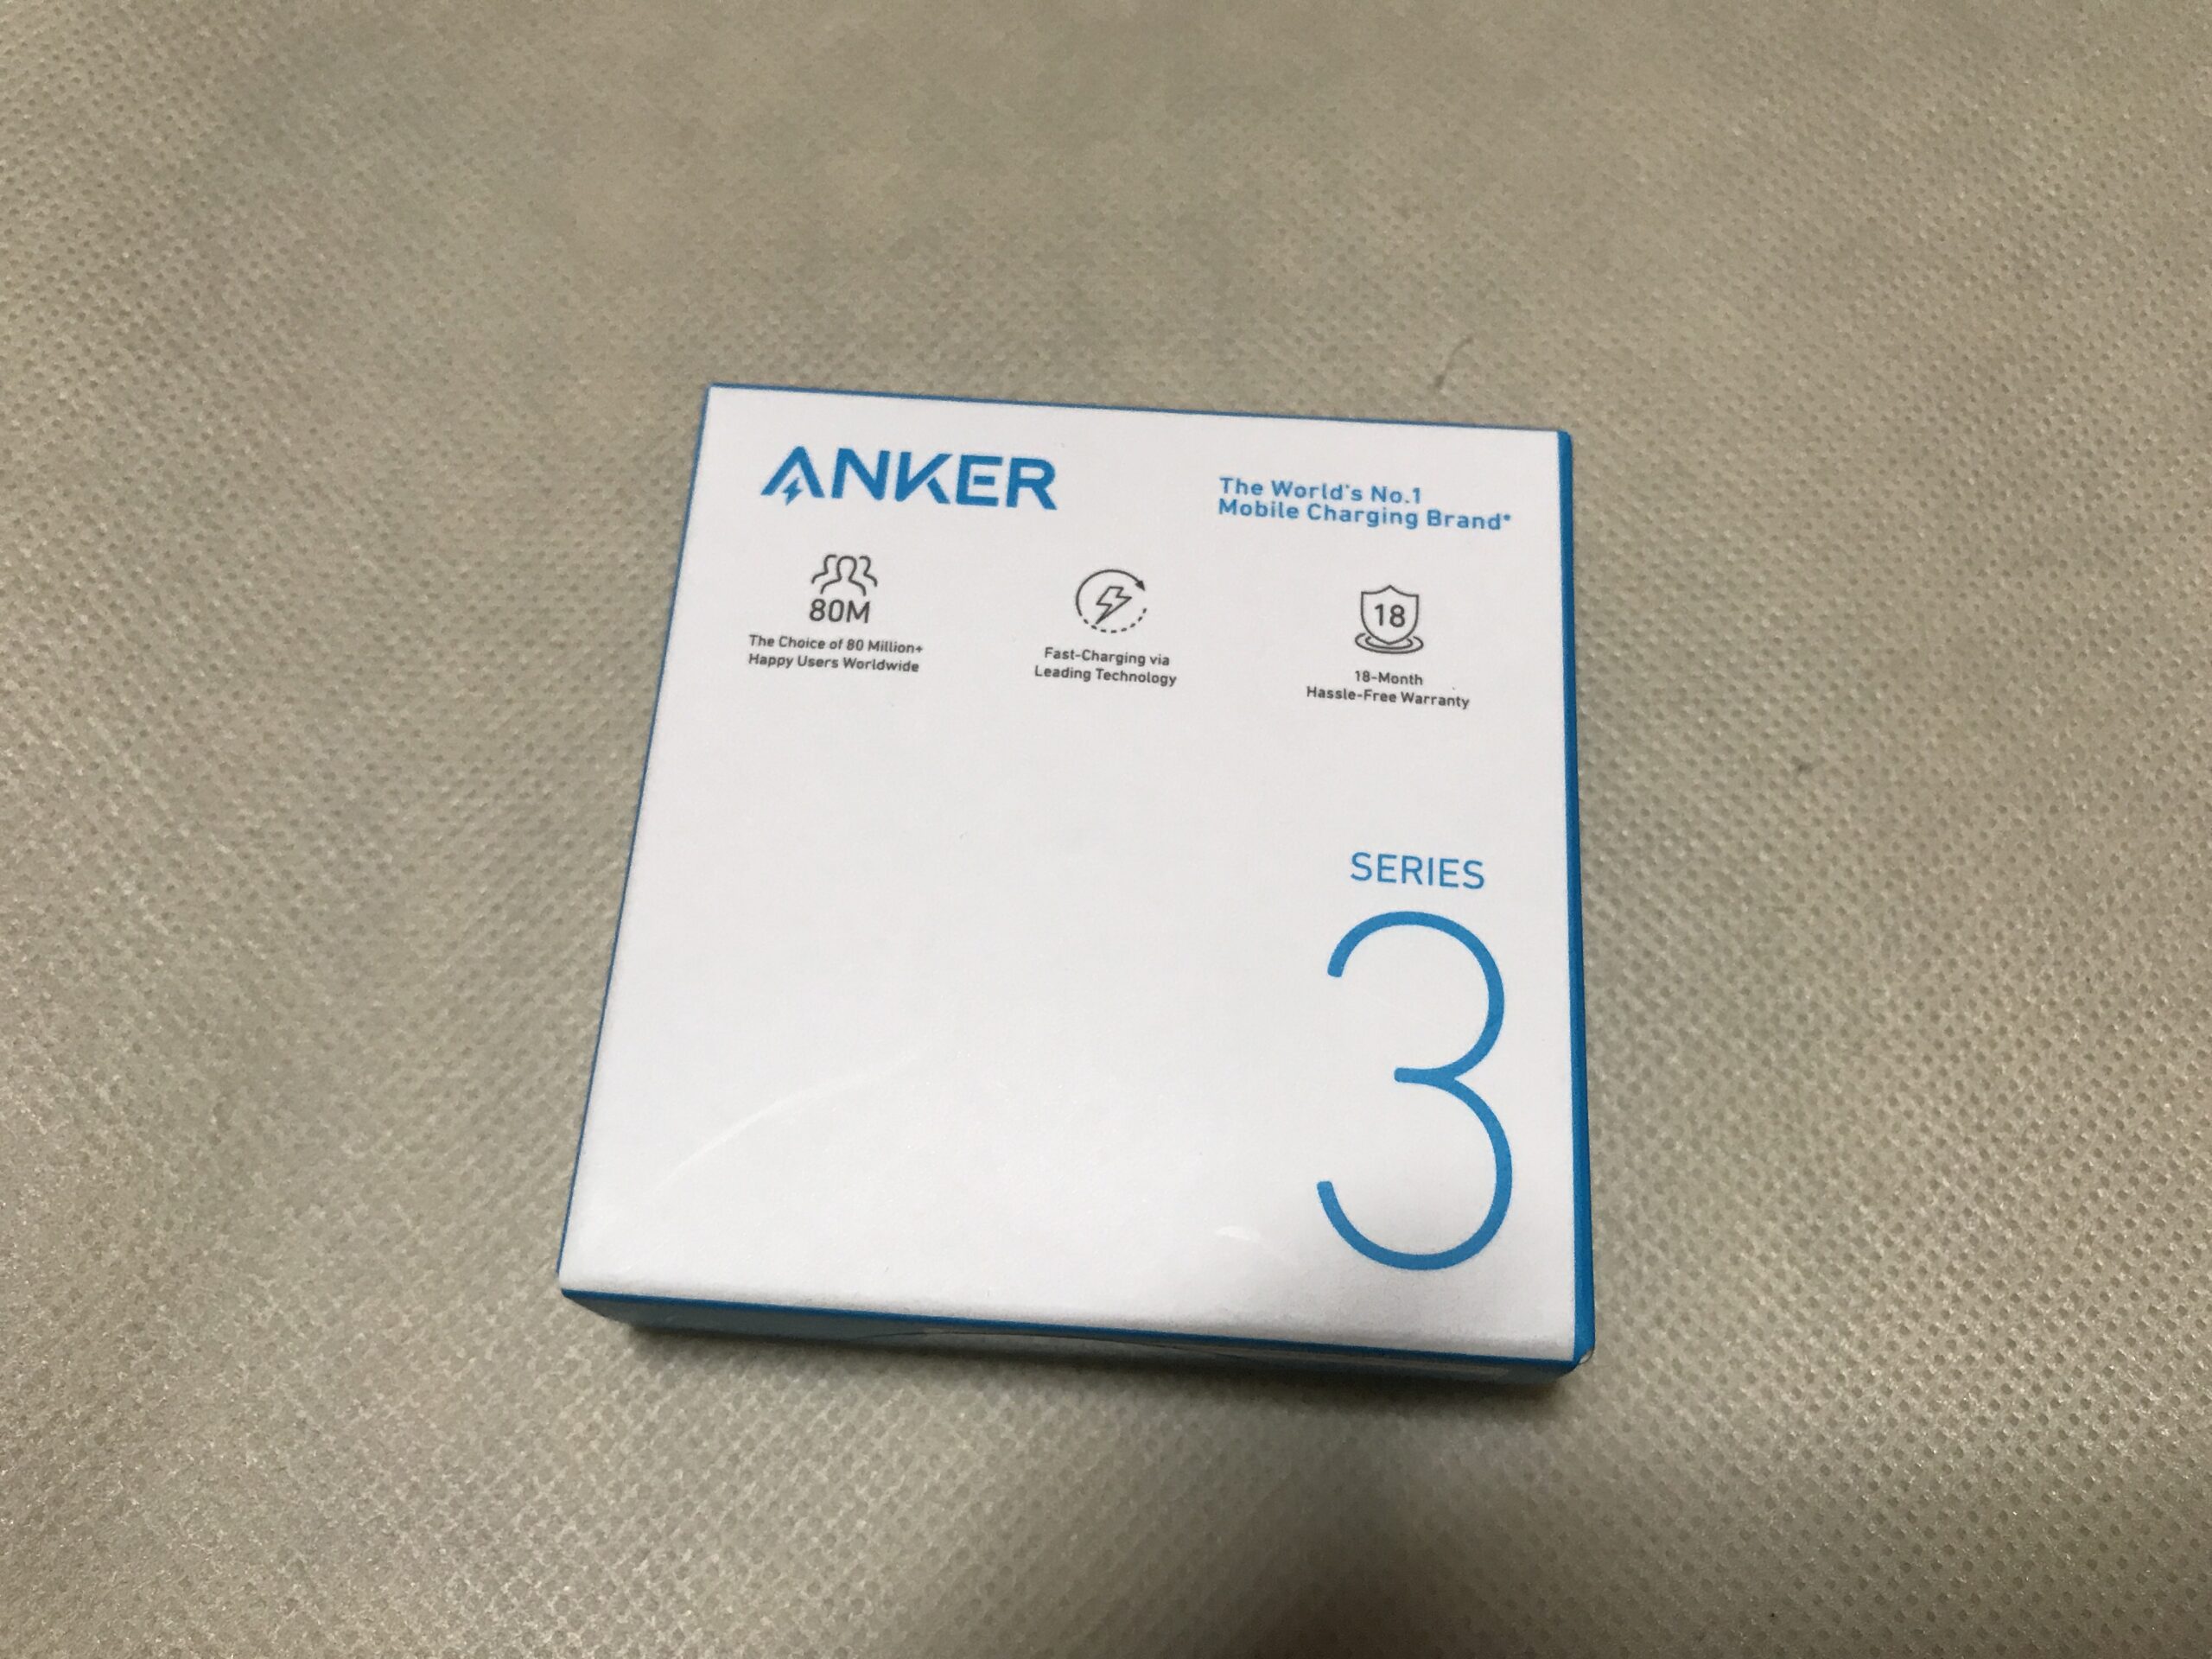 ANKER
The World's No.1
Mobile Charging Brand*
80M
The Choice of 80 Million+
Happy Users Worldwide
Fast-Charging via
Leading Technology
18
18-Month
Hassle-Free Warranty
SERIES
3